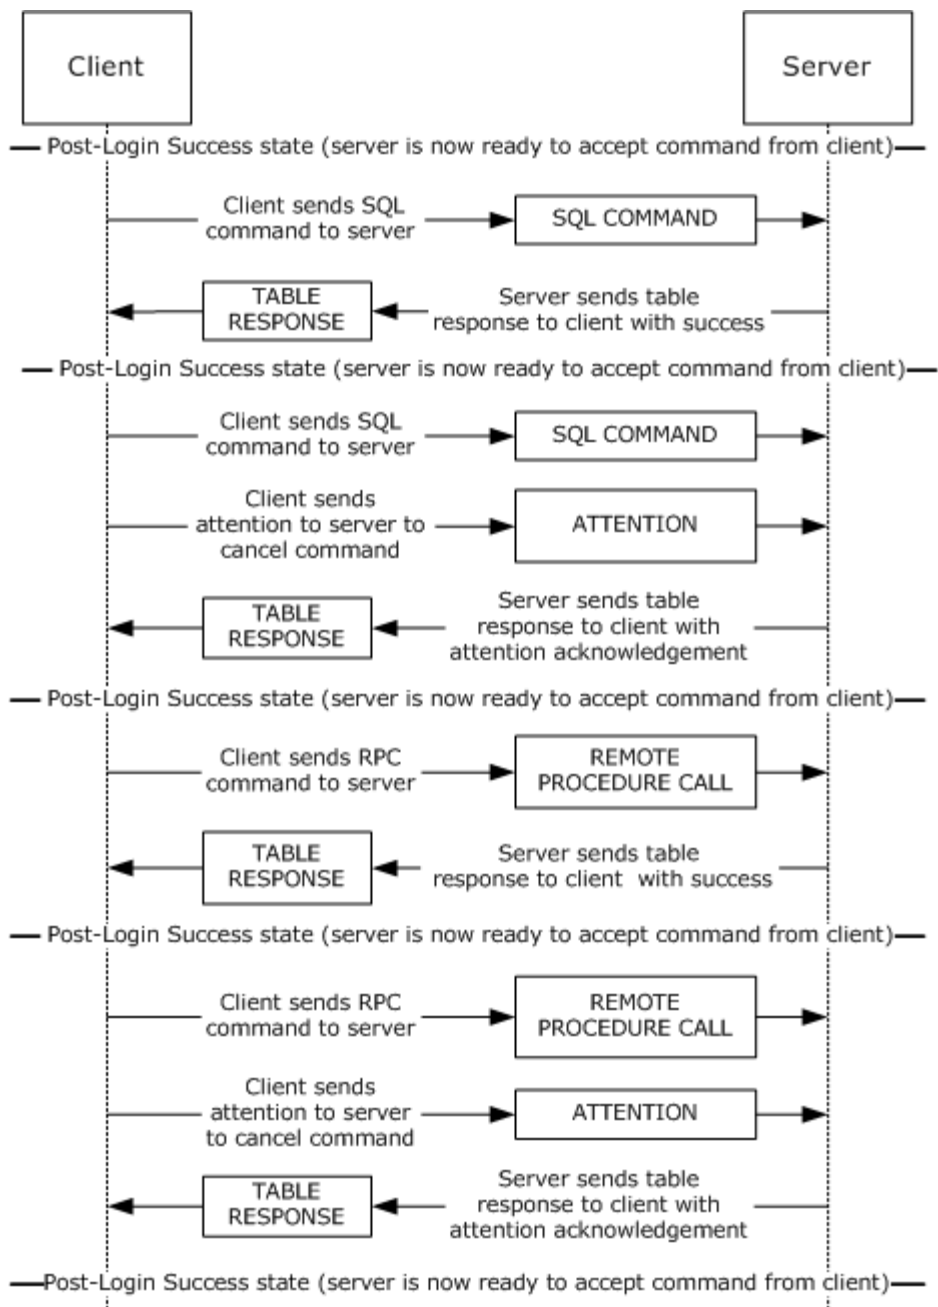 Client
Server
Post-Login Success state (server is now ready to accept command from client)
Client sends SQL
command to server
SQL COMMAND
TABLE
RESPONSE
Server sends table
response to client with success
Post-Login Success state (server is now ready to accept command from client)
Client sends SQL
command to server
SQL COMMAND
Client sends
attention to server to
cancel command
ATTENTION
TABLE
RESPONSE
Server sends table
response to client with
attention acknowledgement
Post-Login Success state (server is now ready to accept command from client)
Client sends RPC
command to server
REMOTE
PROCEDURE CALL
TABLE
RESPONSE
Server sends table
response to client with success
Post-Login Success state (server is now ready to accept command from client)
Client sends RPC
command to server
REMOTE
PROCEDURE CALL
Client sends
attention to server
to cancel command
ATTENTION
TABLE
RESPONSE
Server sends table
response to client with
attention acknowledgement
Post-Login Success state (server is now ready to accept command from client)